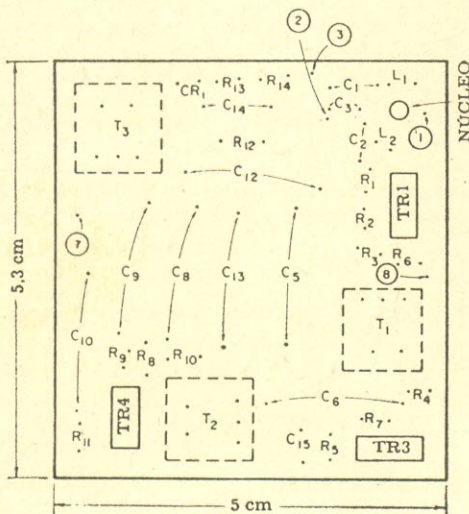 2
3
CR1 R13 R14 C1 L1
C14 C3
NÚCLEO
1
T3
R12 C2 L2
C12 R1
TR1
R2
7
R3 R6
8
5,3 cm
C9 C8 C13 C5
T1
C10
R9 R8 R10
C6 R4
TR4
T2
R7
R11
C15 R5 TR3
5 cm